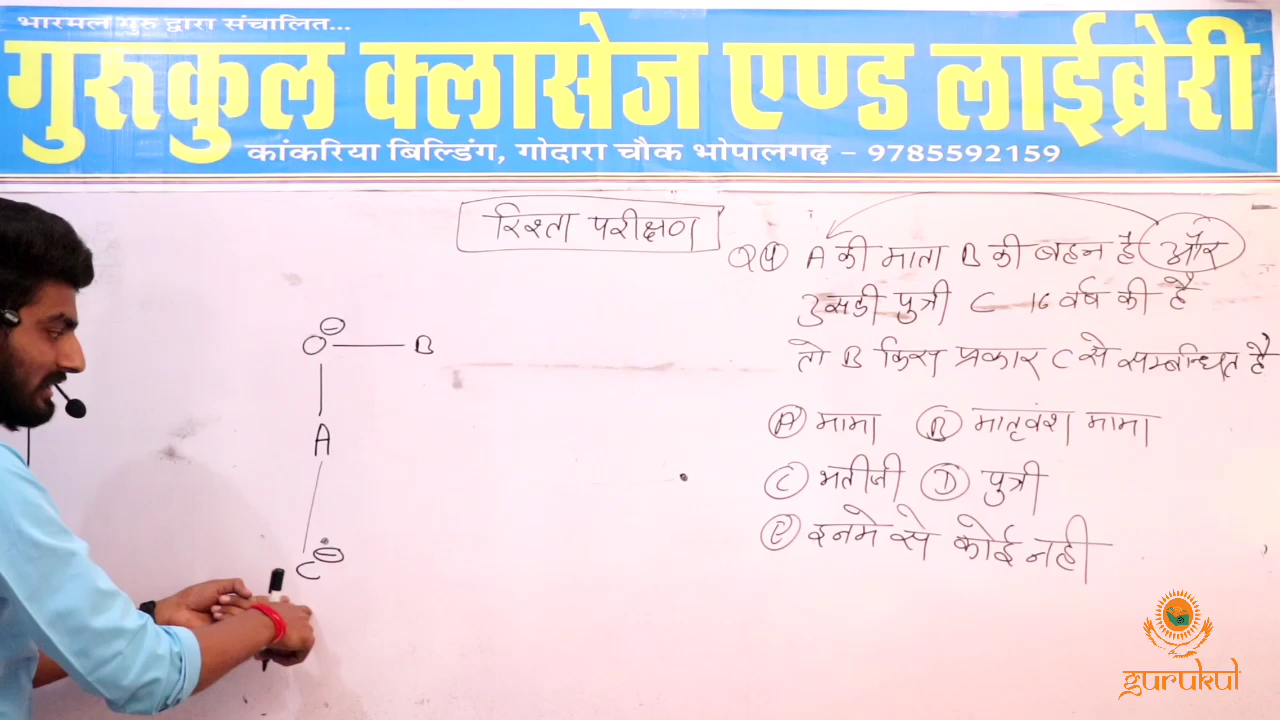 भारमल गुरु द्वारा संचालित...
गुरुकुल क्लासेज एण्ड लाईब्रेरी
कांकरिया बिल्डिंग, गोदारा चौक भोपालगढ़ – 9785592159
रिश्ता परीक्षण
Q4 A की माता B की बहन है और
उसकी पुत्री C 16 वर्ष की है
तो B किस प्रकार C से सम्बन्धित है
A मामा B मातृवंश मामा
C भतीजी D पुत्री
e इनमे से कोई नही
O – B
A
C –
gurukul